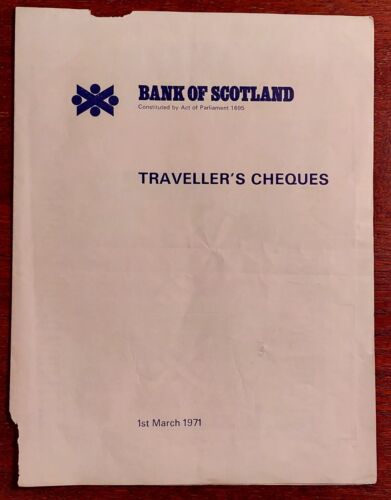 BANK OF SCOTLAND
Constituted by Act of Parliament 1695
TRAVELLER'S CHEQUES
1st March 1971